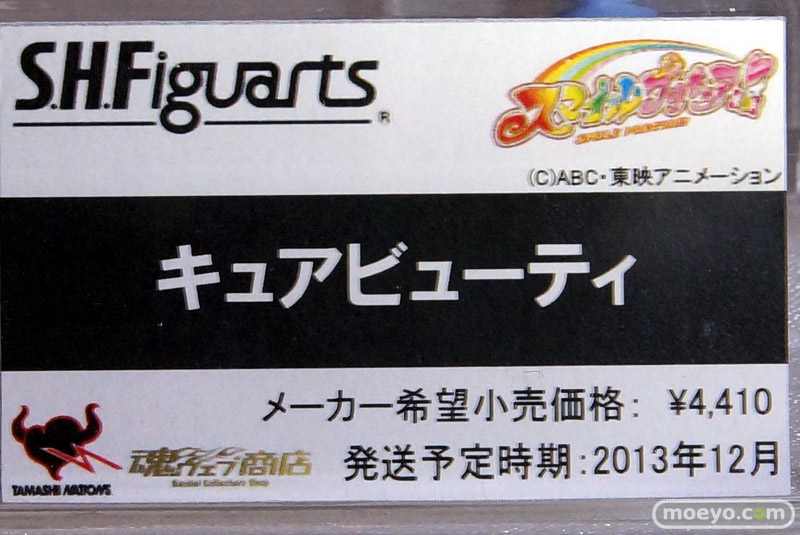 S.H.Figuarts
®
スマイルプリキュア!
SMILE PRECURE!
(C)ABC・東映アニメーション
キュアビューティ
メーカー希望小売価格: ¥4,410
TAMASHII NATIONS
魂ウェブ商店
発送予定時期:2013年12月
moeyo.com